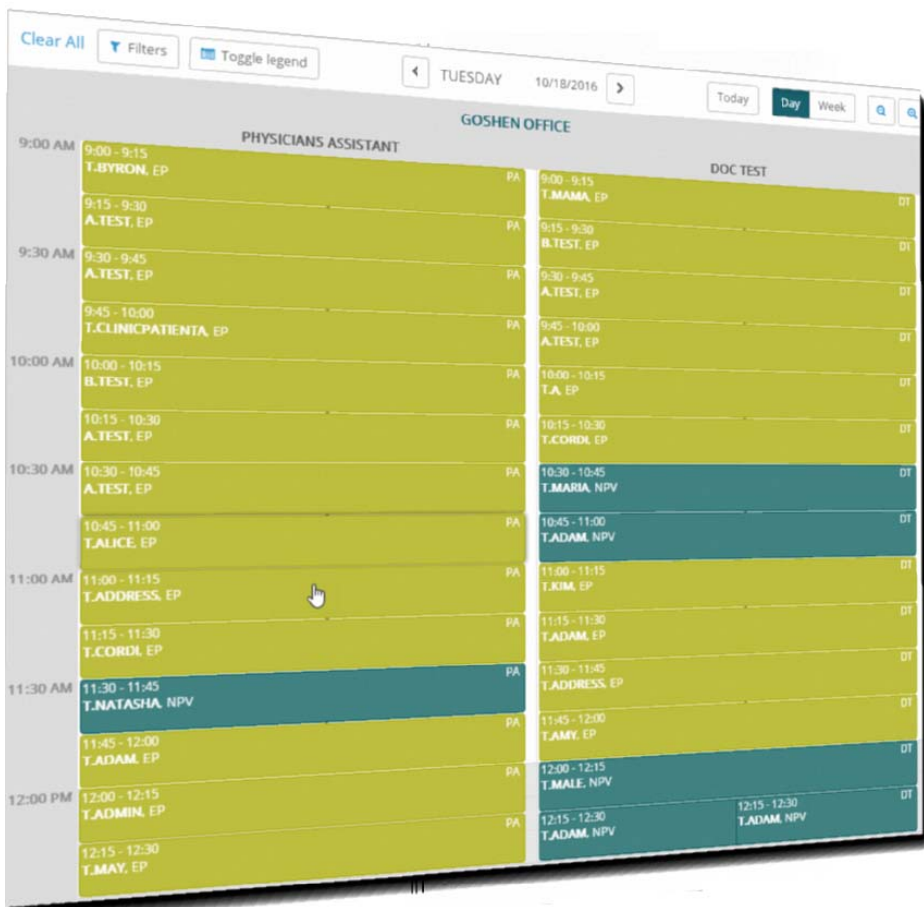 Clear All
Filters
Toggle legend
TUESDAY 10/18/2016
Today
Day
Week
GOSHEN OFFICE
PHYSICIANS ASSISTANT
DOC TEST
9:00 AM
9:30 AM
10:00 AM
10:30 AM
11:00 AM
11:30 AM
12:00 PM
9:00 - 9:15 PA
T.BYRON, EP
9:15 - 9:30 PA
A.TEST, EP
9:30 - 9:45 PA
A.TEST, EP
9:45 - 10:00 PA
T.CLINICPATIENTA, EP
10:00 - 10:15 PA
B.TEST, EP
10:15 - 10:30 PA
A.TEST, EP
10:30 - 10:45 PA
A.TEST, EP
10:45 - 11:00 PA
T.ALICE, EP
11:00 - 11:15 PA
T.ADDRESS, EP
11:15 - 11:30 PA
T.CORDI, EP
11:30 - 11:45 PA
T.NATASHA, NPV
11:45 - 12:00 PA
T.ADAM, EP
12:00 - 12:15 PA
T.ADMIN, EP
12:15 - 12:30 PA
T.MAY, EP
9:00 - 9:15 DT
T.MAMA, EP
9:15 - 9:30 DT
B.TEST, EP
9:30 - 9:45 DT
A.TEST, EP
9:45 - 10:00 DT
A.TEST, EP
10:00 - 10:15 DT
T.A, EP
10:15 - 10:30 DT
T.CORDI, EP
10:30 - 10:45 DT
T.MARIA, NPV
10:45 - 11:00 DT
T.ADAM, NPV
11:00 - 11:15 DT
T.KIM, EP
11:15 - 11:30 DT
T.ADAM, EP
11:30 - 11:45 DT
T.ADDRESS, EP
11:45 - 12:00 DT
T.AMY, EP
12:00 - 12:15 DT
T.MALE, NPV
12:15 - 12:30
T.ADAM, NPV
12:15 - 12:30 DT
T.ADAM, NPV